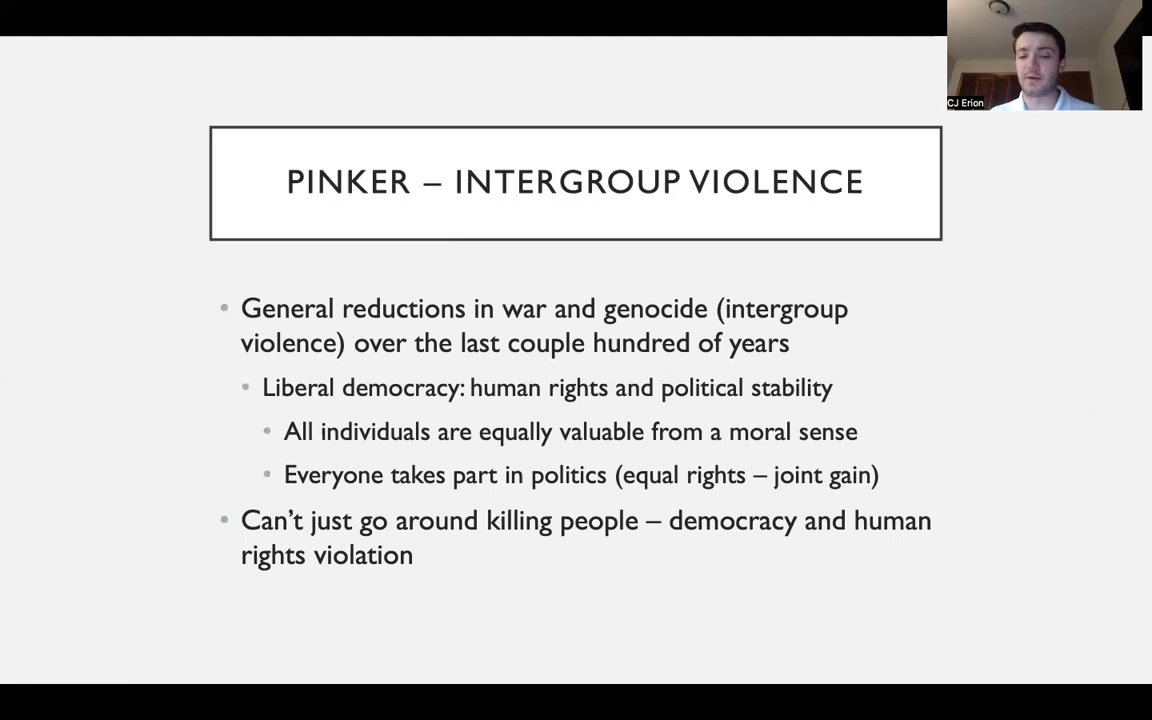 CJ Erion
PINKER – INTERGROUP VIOLENCE
• General reductions in war and genocide (intergroup
violence) over the last couple hundred of years
• Liberal democracy: human rights and political stability
• All individuals are equally valuable from a moral sense
• Everyone takes part in politics (equal rights – joint gain)
• Can’t just go around killing people – democracy and human
rights violation